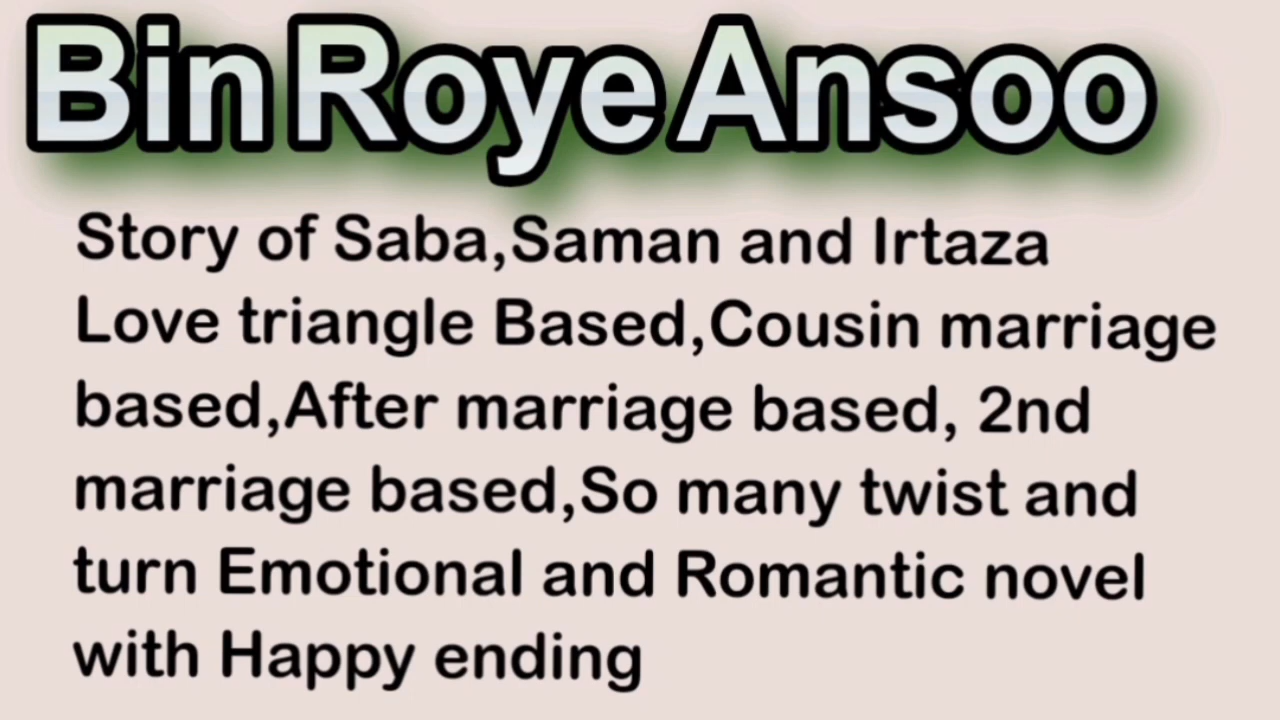 Bin Roye Ansoo
Story of Saba,Saman and Irtaza
Love triangle Based,Cousin marriage
based,After marriage based, 2nd
marriage based,So many twist and
turn Emotional and Romantic novel
with Happy ending